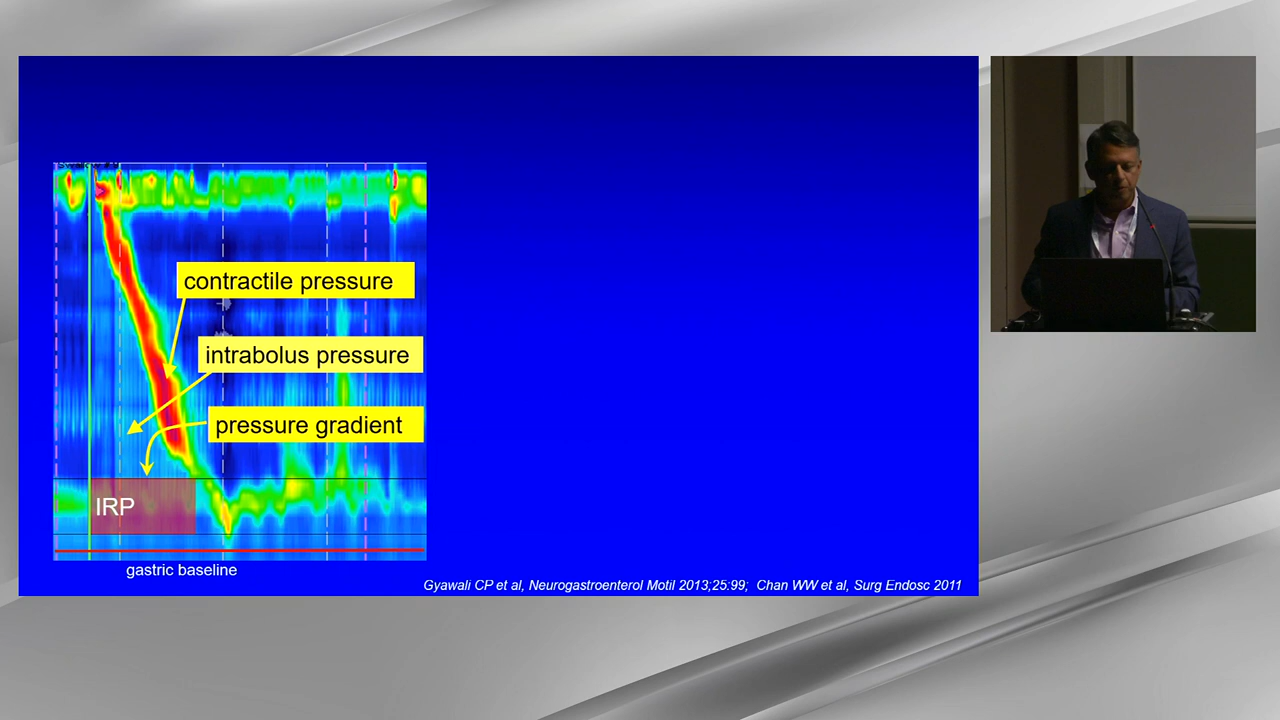 contractile pressure
intrabolus pressure
pressure gradient
IRP
gastric baseline
Gyawali CP et al, Neurogastroenterol Motil 2013;25:99; Chan WW et al, Surg Endosc 2011